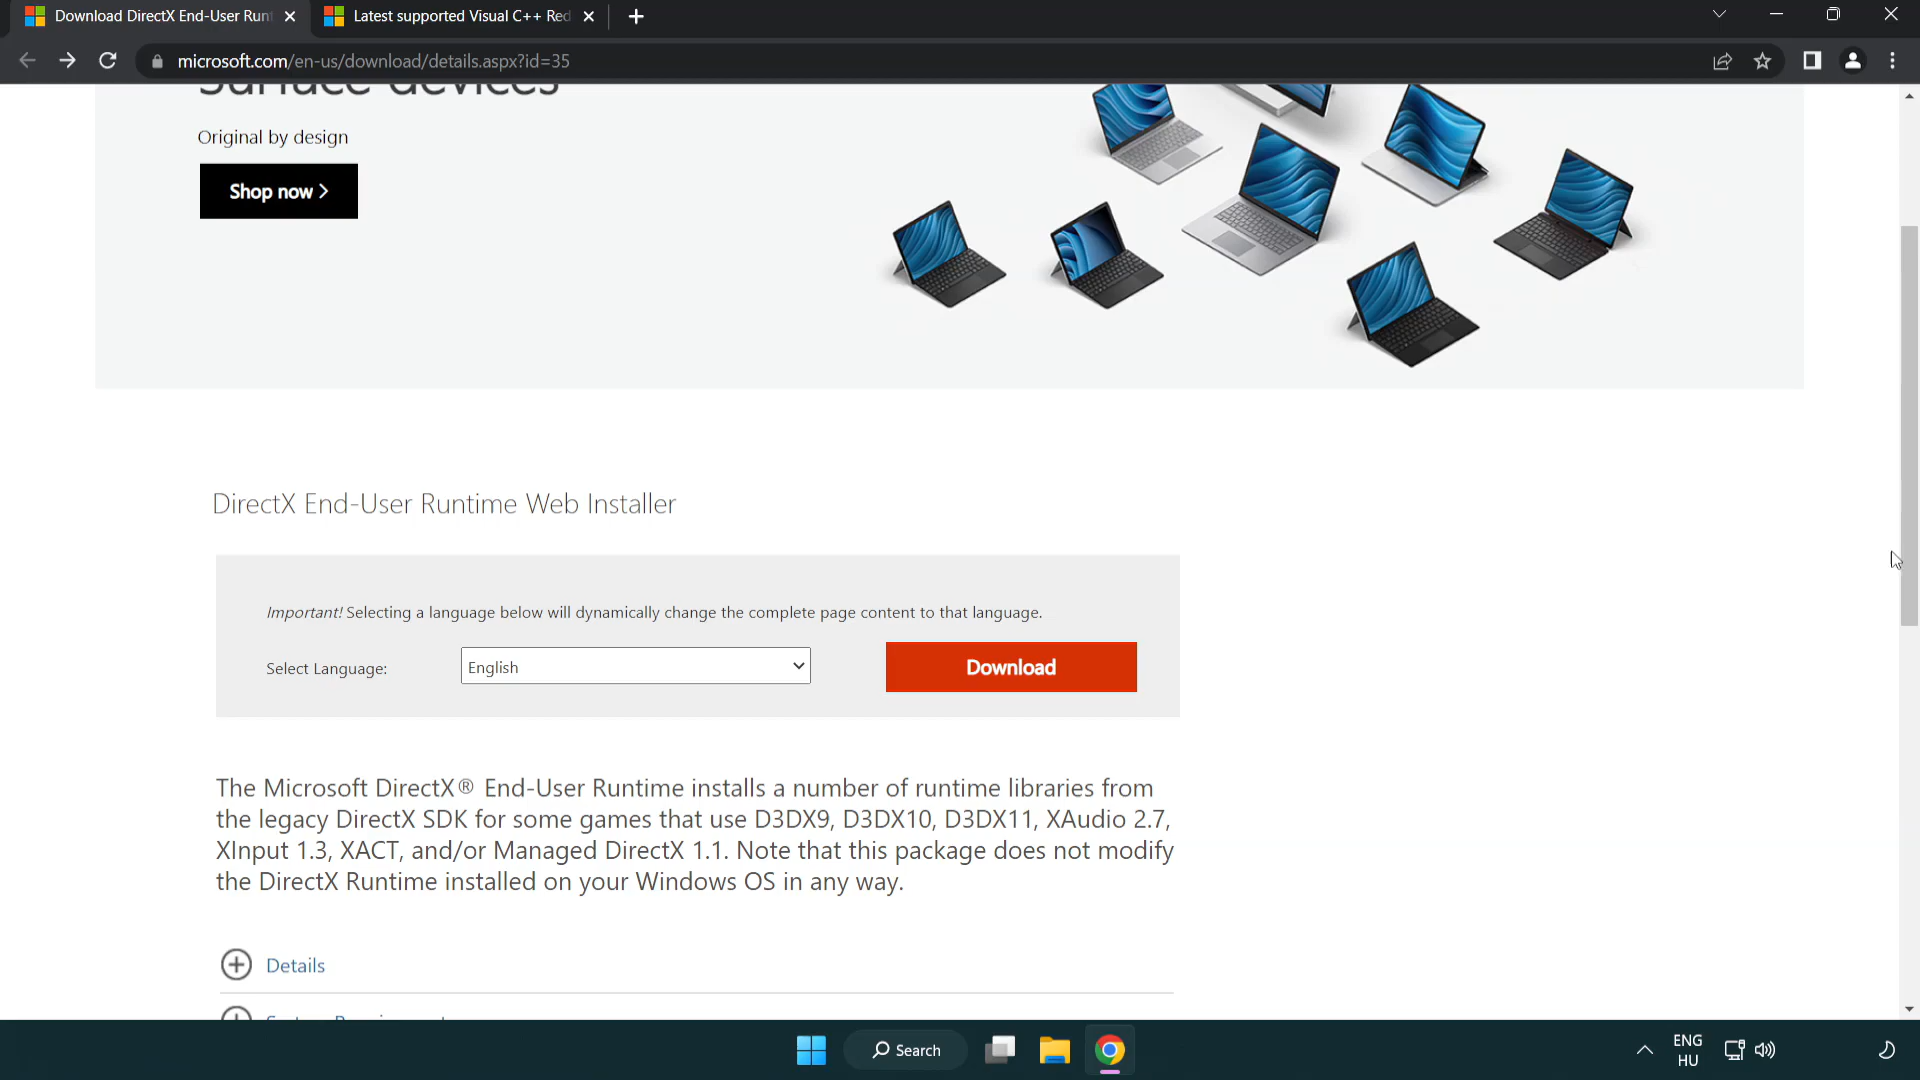 Download DirectX End-User Runt
Latest supported Visual C++ Red
microsoft.com/en-us/download/details.aspx?id=35
Surface devices
Original by design
Shop now >
DirectX End-User Runtime Web Installer
Important! Selecting a language below will dynamically change the complete page content to that language.
Select Language:
English
Download
The Microsoft DirectX® End-User Runtime installs a number of runtime libraries from
the legacy DirectX SDK for some games that use D3DX9, D3DX10, D3DX11, XAudio 2.7,
XInput 1.3, XACT, and/or Managed DirectX 1.1. Note that this package does not modify
the DirectX Runtime installed on your Windows OS in any way.
Details
Search
ENG
HU